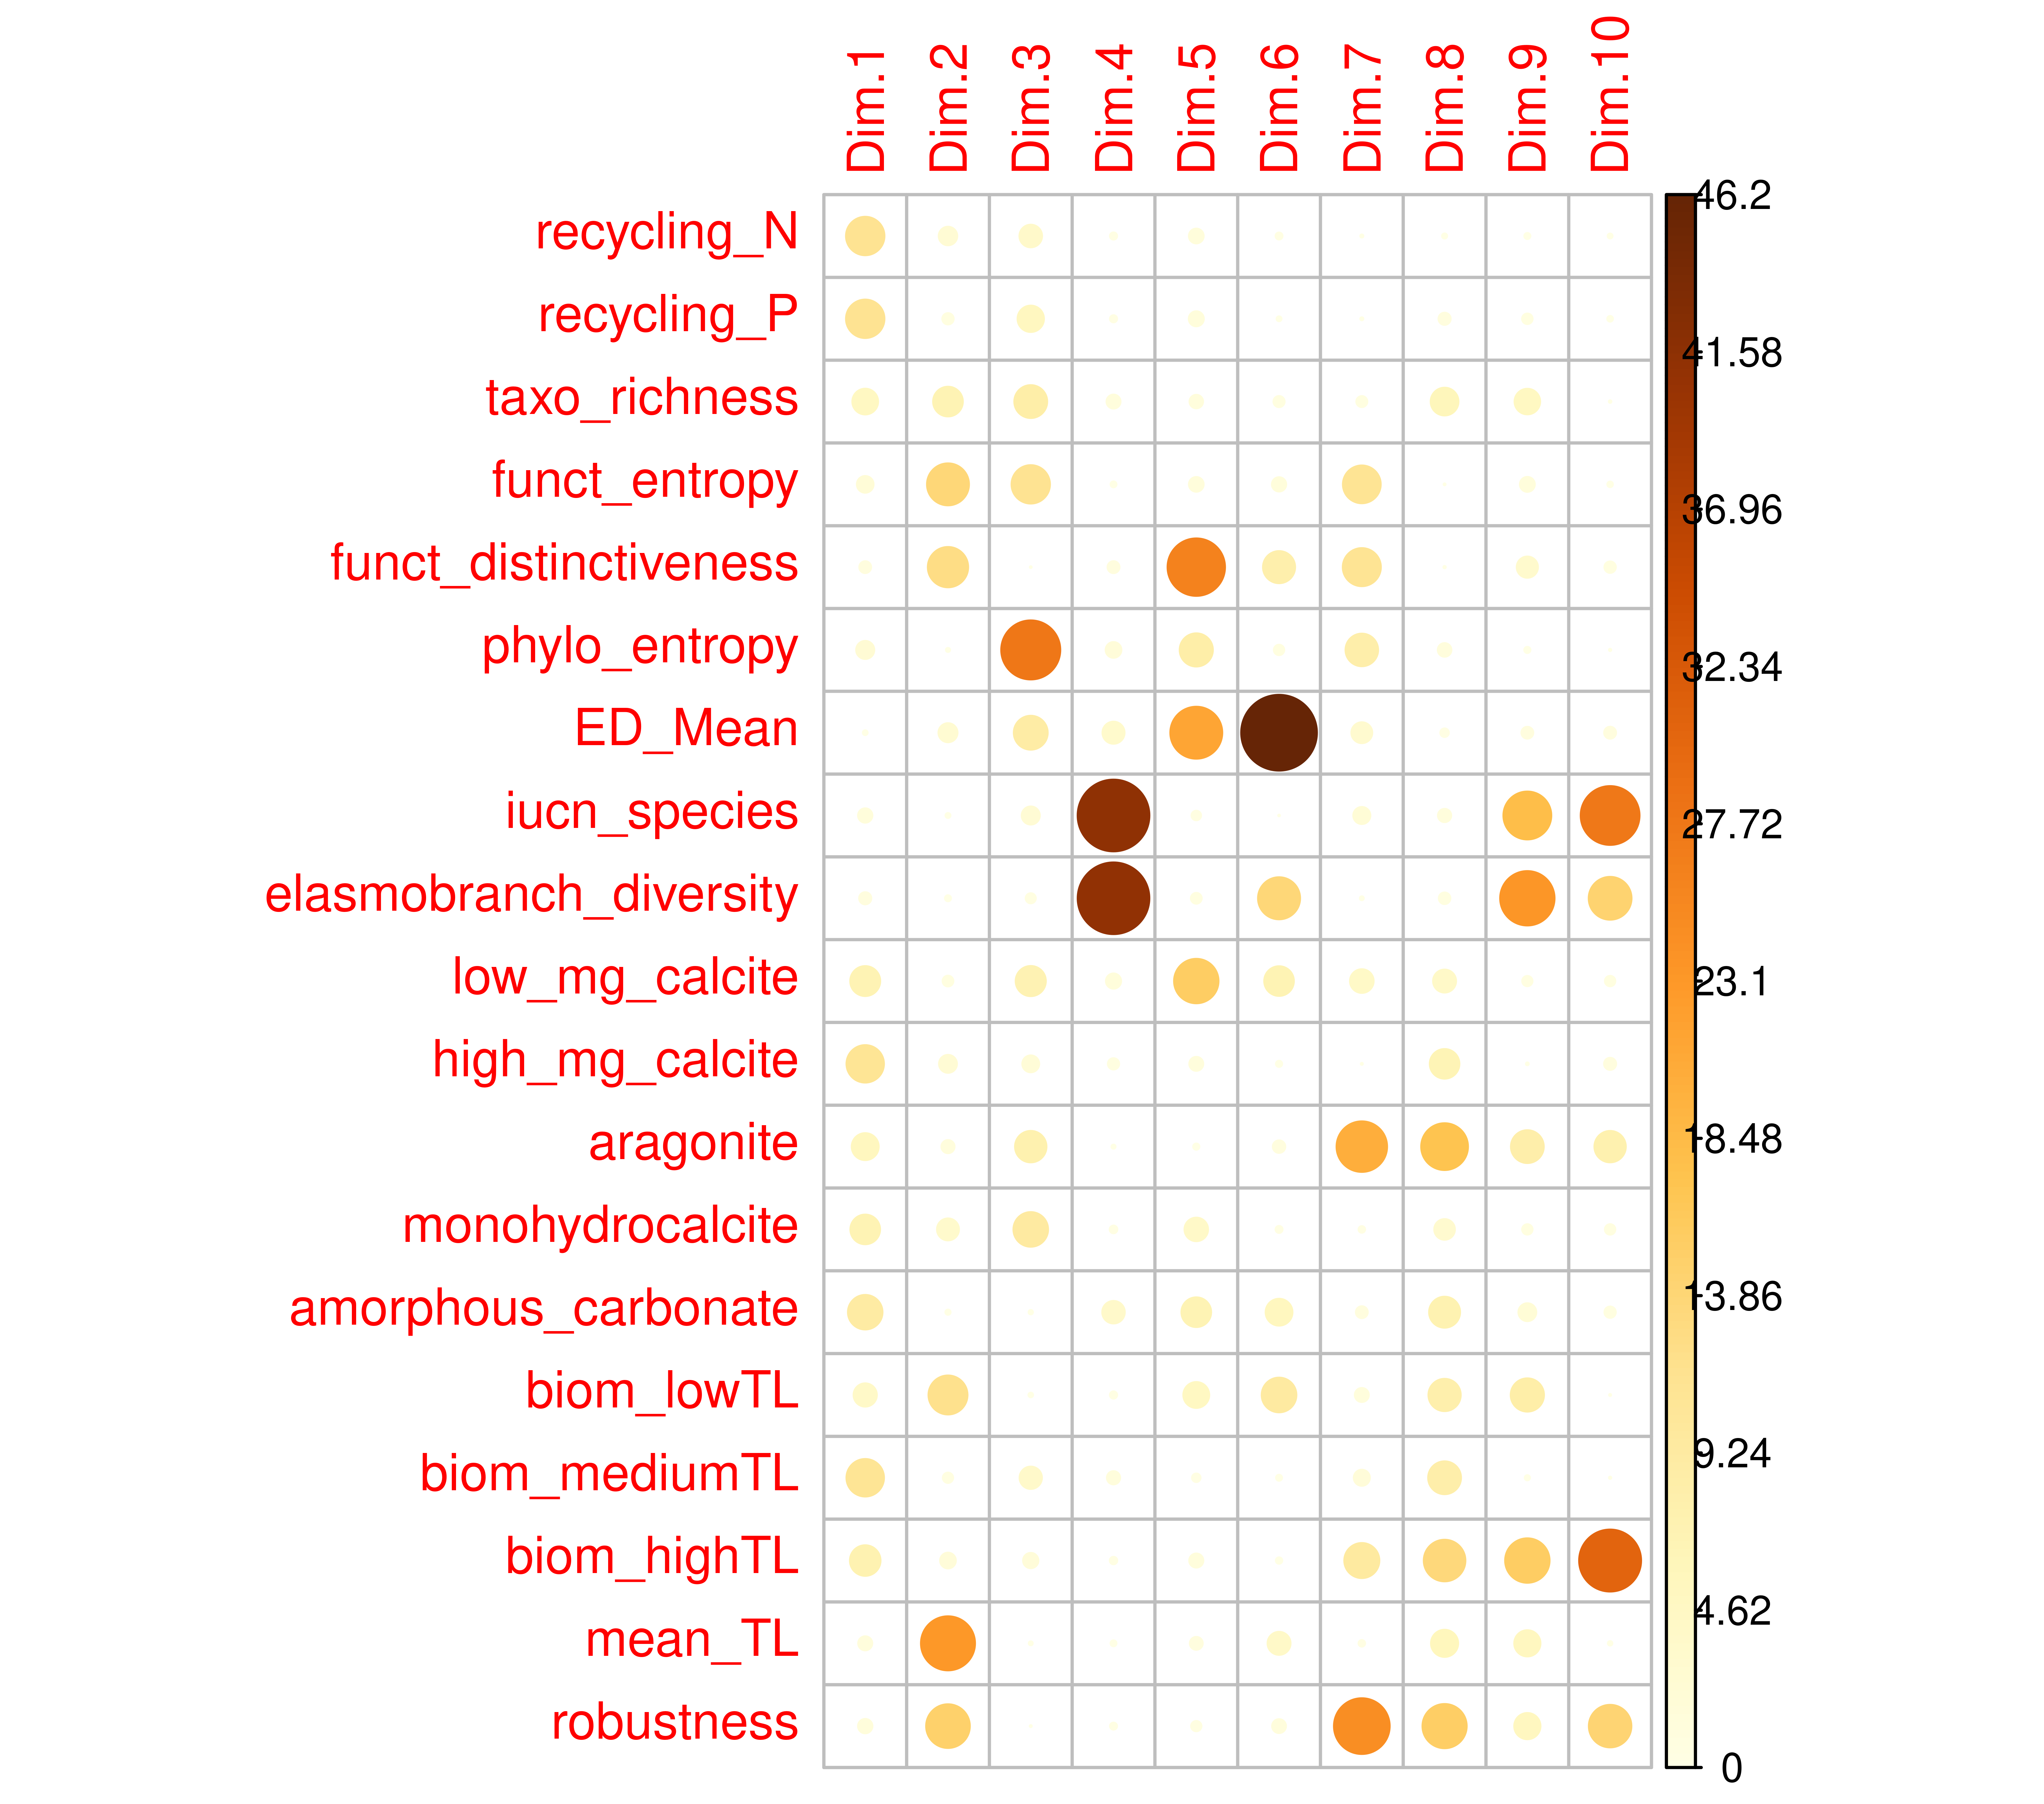 Dim.1 Dim.2 Dim.3 Dim.4 Dim.5 Dim.6 Dim.7 Dim.8 Dim.9 Dim.10
recycling_N
recycling_P
taxo_richness
funct_entropy
funct_distinctiveness
phylo_entropy
ED_Mean
iucn_species
elasmobranch_diversity
low_mg_calcite
high_mg_calcite
aragonite
monohydrocalcite
amorphous_carbonate
biom_lowTL
biom_mediumTL
biom_highTL
mean_TL
robustness
46.2
41.58
36.96
32.34
27.72
23.1
18.48
13.86
9.24
4.62
0